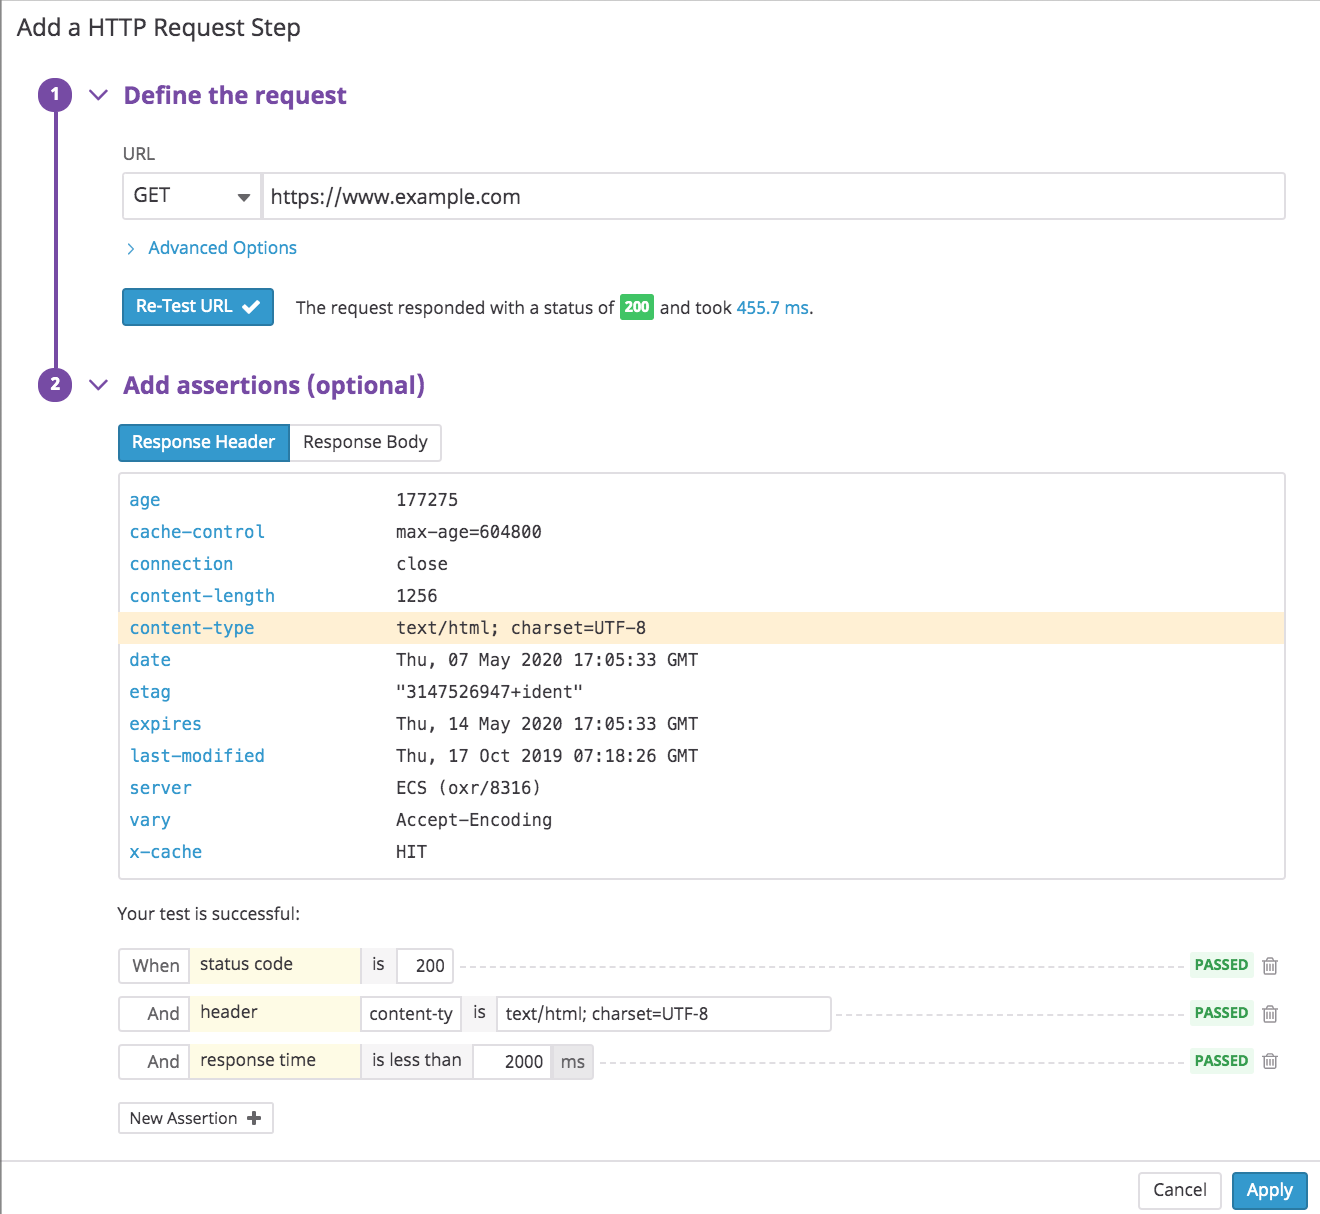 Add a HTTP Request Step
1 Define the request
URL
GET https://www.example.com
Advanced Options
Re-Test URL The request responded with a status of 200 and took 455.7 ms.
2 Add assertions (optional)
Response Header Response Body
age 177275
cache-control max-age=604800
connection close
content-length 1256
content-type text/html; charset=UTF-8
date Thu, 07 May 2020 17:05:33 GMT
etag "3147526947+ident"
expires Thu, 14 May 2020 17:05:33 GMT
last-modified Thu, 17 Oct 2019 07:18:26 GMT
server ECS (oxr/8316)
vary Accept-Encoding
x-cache HIT
Your test is successful:
When status code is 200 PASSED
And header content-ty is text/html; charset=UTF-8 PASSED
And response time is less than 2000 ms PASSED
New Assertion
Cancel Apply